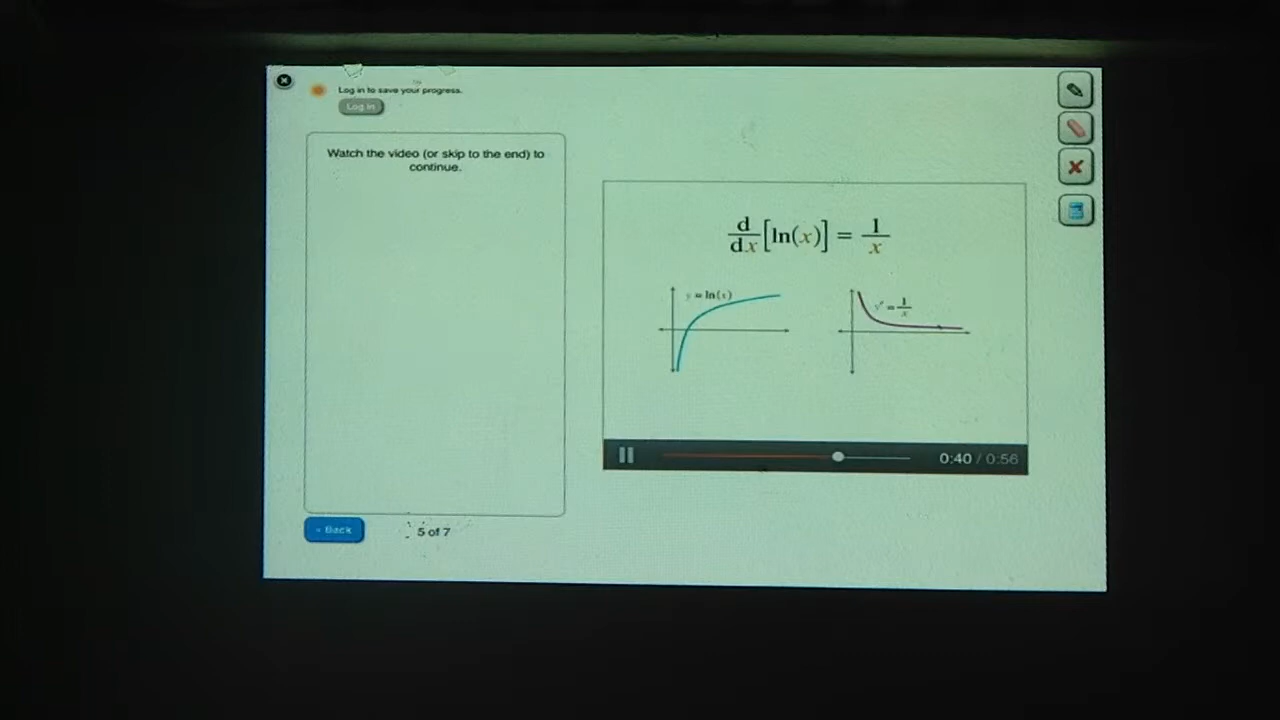 Log in to save your progress.
Log in
Watch the video (or skip to the end) to
continue.
d/dx [ln(x)] = 1/x
y = ln(x)
y' = 1/x
0:40 / 0:56
« Back
5 of 7